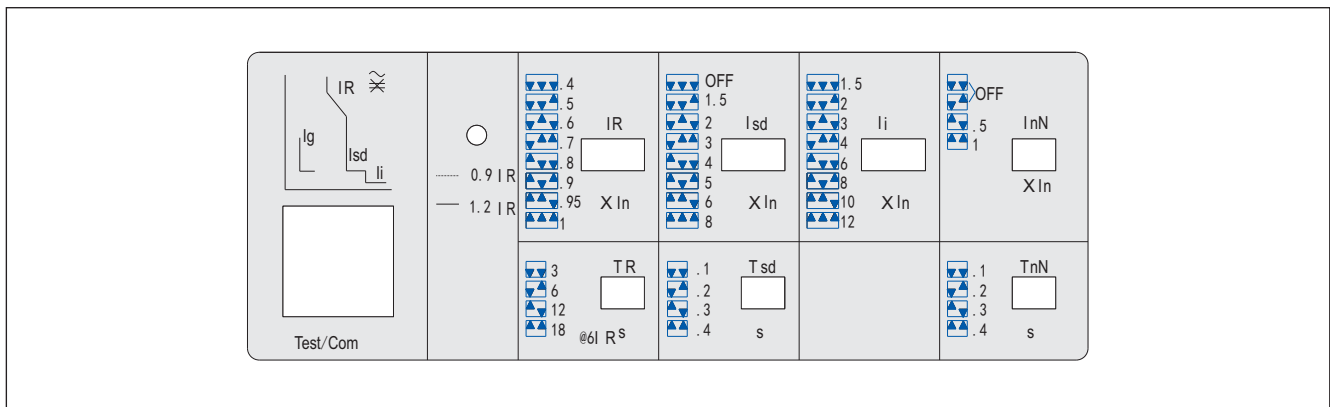 IR
Ig
Isd
Ii
Test/Com
0.9 IR
1.2 IR
.4
.5
.6
.7
.8
.9
.95
1
IR
X In
OFF
1.5
2
3
4
5
6
8
Isd
X In
1.5
2
3
4
6
8
10
12
Ii
X In
OFF
.5
1
InN
X In
3
6
12
18
TR
@6I R s
.1
.2
.3
.4
Tsd
s
.1
.2
.3
.4
TnN
s